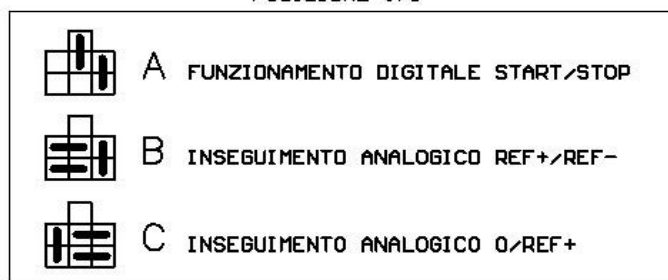 A FUNZIONAMENTO DIGITALE START/STOP
B INSEGUIMENTO ANALOGICO REF+/REF-
C INSEGUIMENTO ANALOGICO 0/REF+